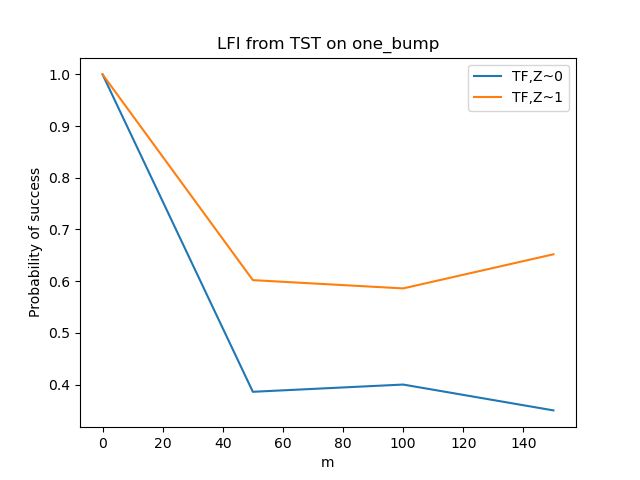 LFI from TST on one_bump
TF,Z~0
TF,Z~1
Probability of success
1.0
0.9
0.8
0.7
0.6
0.5
0.4
0 20 40 60 80 100 120 140
m